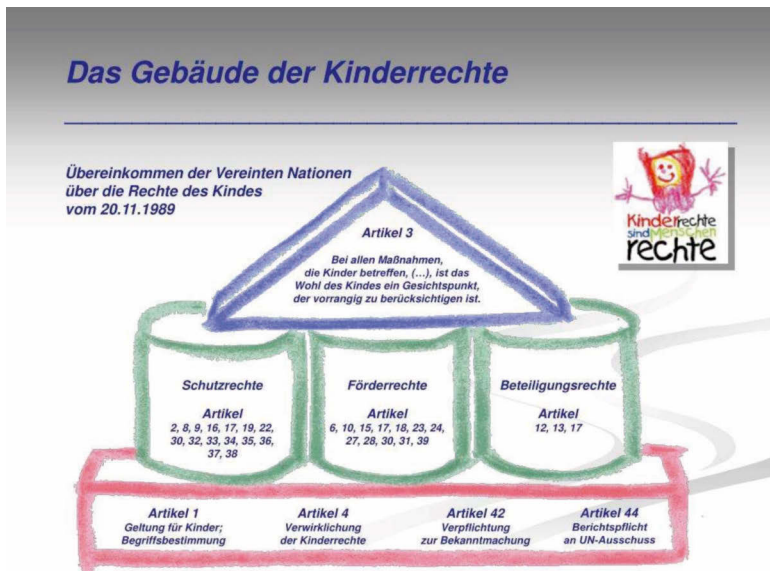 Das Gebäude der Kinderrechte
Übereinkommen der Vereinten Nationen
über die Rechte des Kindes
vom 20.11.1989
Kinderrechte
sind Menschen
rechte
Artikel 3
Bei allen Maßnahmen,
die Kinder betreffen, (…), ist das
Wohl des Kindes ein Gesichtspunkt,
der vorrangig zu berücksichtigen ist.
Schutzrechte
Artikel
2, 8, 9, 16, 17, 19, 22,
30, 32, 33, 34, 35, 36,
37, 38
Förderrechte
Artikel
6, 10, 15, 17, 18, 23, 24,
27, 28, 30, 31, 39
Beteiligungsrechte
Artikel
12, 13, 17
Artikel 1
Geltung für Kinder;
Begriffsbestimmung
Artikel 4
Verwirklichung
der Kinderrechte
Artikel 42
Verpflichtung
zur Bekanntmachung
Artikel 44
Berichtspflicht
an UN-Ausschuss